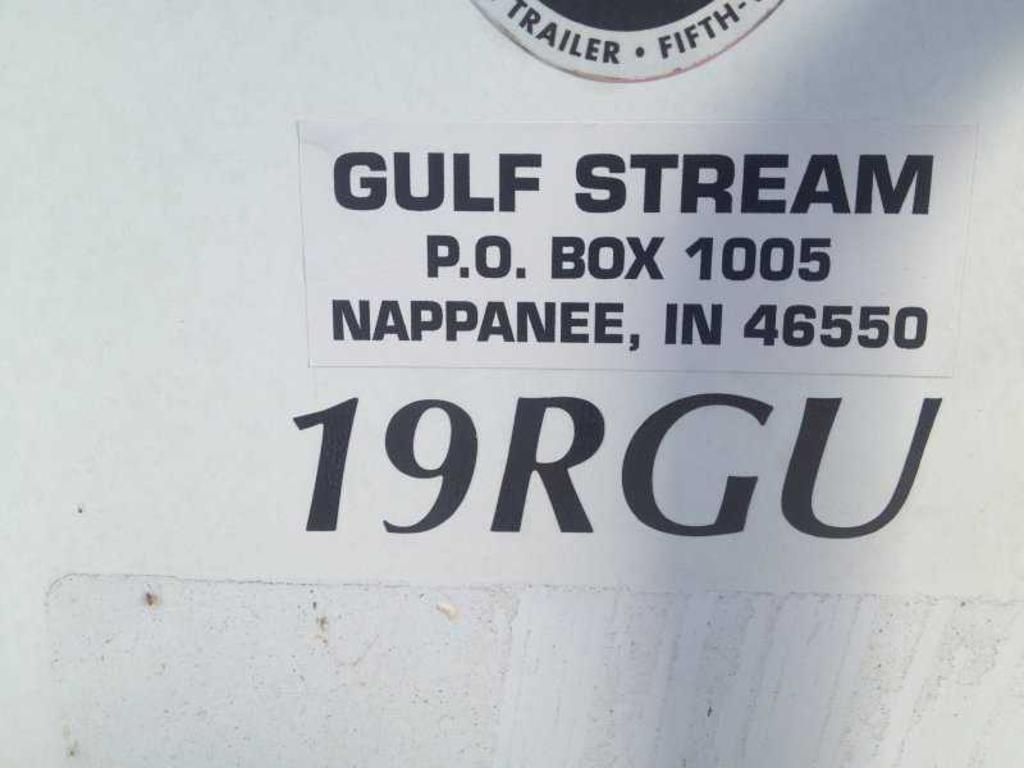 TRAILER • FIFTH-
GULF STREAM
P.O. BOX 1005
NAPPANEE, IN 46550
19RGU